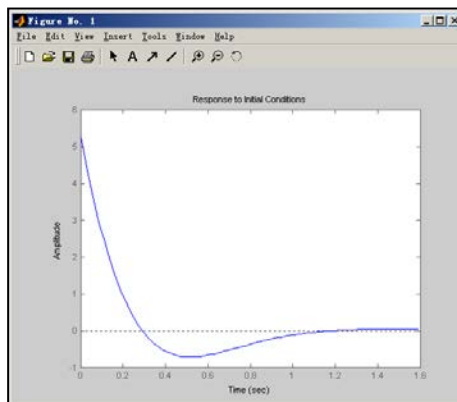 Figure No. 1
File Edit View Insert Tools Window Help
A
Response to Initial Conditions
6
5
4
3
2
1
0
-1
Amplitude
0 0.2 0.4 0.6 0.8 1 1.2 1.4 1.6
Time (sec)